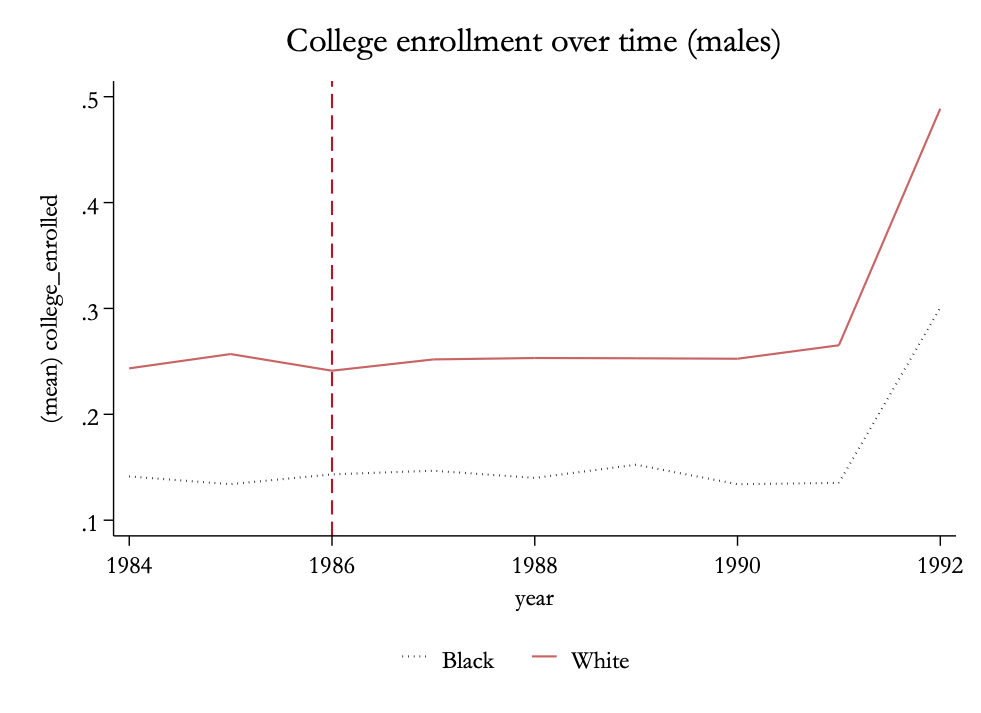 College enrollment over time (males)
(mean) college_enrolled
.5
.4
.3
.2
.1
1984 1986 1988 1990 1992
year
Black White